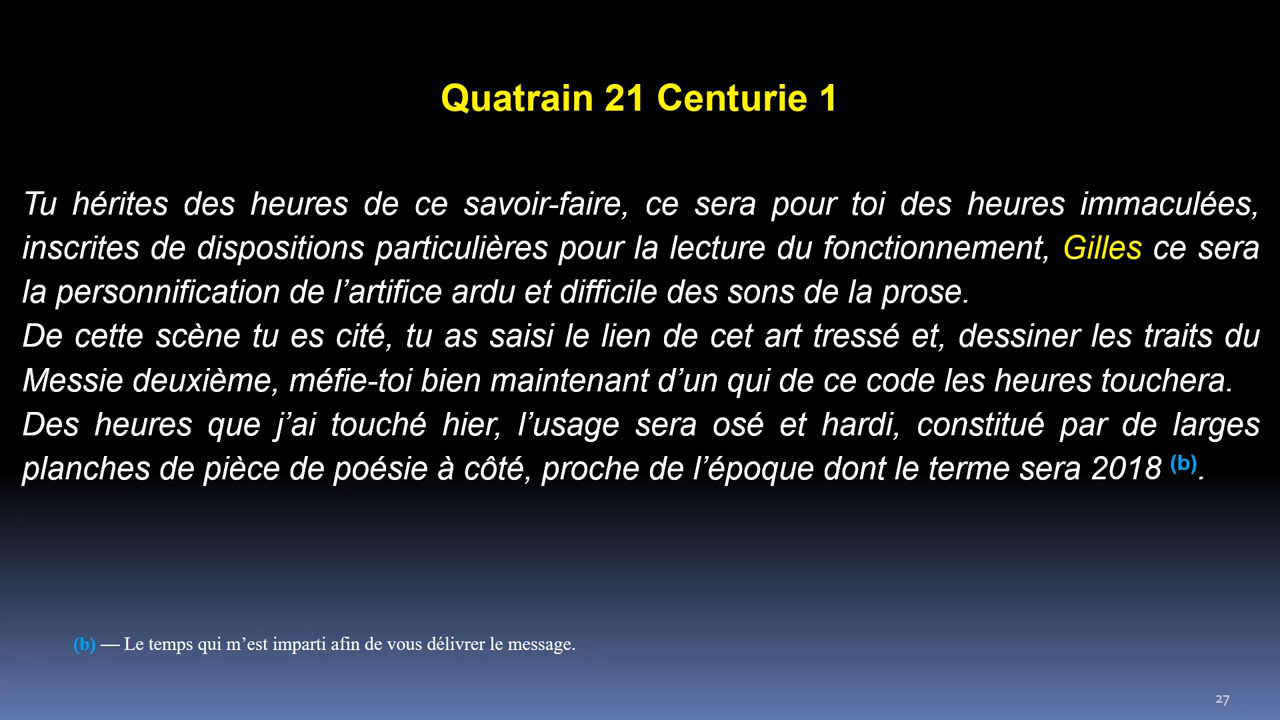 Quatrain 21 Centurie 1
Tu hérites des heures de ce savoir-faire, ce sera pour toi des heures immaculées,
inscrites de dispositions particulières pour la lecture du fonctionnement, Gilles ce sera
la personnification de l’artifice ardu et difficile des sons de la prose.
De cette scène tu es cité, tu as saisi le lien de cet art tressé et, dessiner les traits du
Messie deuxième, méfie-toi bien maintenant d’un qui de ce code les heures touchera.
Des heures que j’ai touché hier, l’usage sera osé et hardi, constitué par de larges
planches de pièce de poésie à côté, proche de l’époque dont le terme sera 2018 (b).
(b) — Le temps qui m’est imparti afin de vous délivrer le message.
27